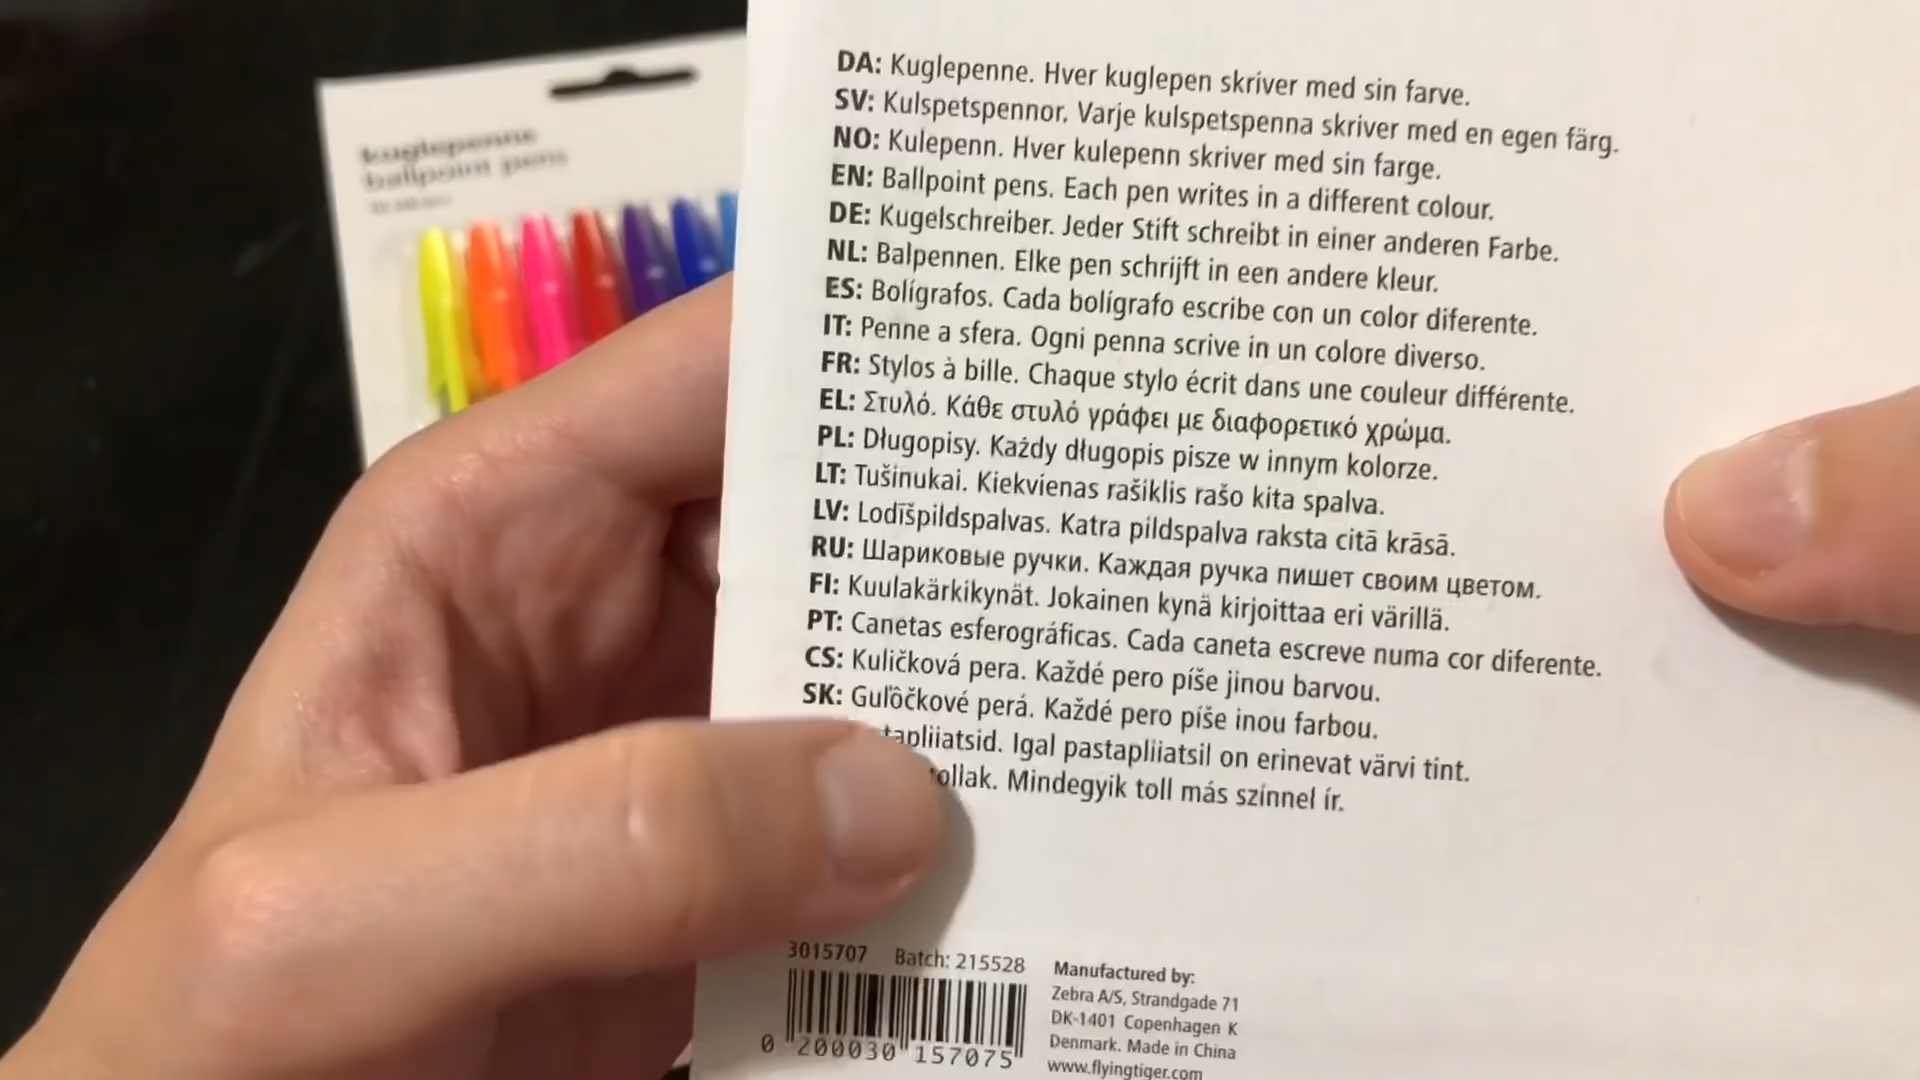 kuglepenne
ballpoint pens
DA: Kuglepenne. Hver kuglepen skriver med sin farve.
SV: Kulspetspennor. Varje kulspetspenna skriver med en egen färg.
NO: Kulepenn. Hver kulepenn skriver med sin farge.
EN: Ballpoint pens. Each pen writes in a different colour.
DE: Kugelschreiber. Jeder Stift schreibt in einer anderen Farbe.
NL: Balpennen. Elke pen schrijft in een andere kleur.
ES: Bolígrafos. Cada bolígrafo escribe con un color diferente.
IT: Penne a sfera. Ogni penna scrive in un colore diverso.
FR: Stylos à bille. Chaque stylo écrit dans une couleur différente.
EL: Στυλό. Κάθε στυλό γράφει με διαφορετικό χρώμα.
PL: Długopisy. Każdy długopis pisze w innym kolorze.
LT: Tušinukai. Kiekvienas rašiklis rašo kita spalva.
LV: Lodīšpildspalvas. Katra pildspalva raksta citā krāsā.
RU: Шариковые ручки. Каждая ручка пишет своим цветом.
FI: Kuulakärkikynät. Jokainen kynä kirjoittaa eri värillä.
PT: Canetas esferográficas. Cada caneta escreve numa cor diferente.
CS: Kuličková pera. Každé pero píše jinou barvou.
SK: Guľôčkové perá. Každé pero píše inou farbou.
tapliiatsid. Igal pastapliiatsil on erinevat värvi tint.
tollak. Mindegyik toll más színnel ír.
3015707 Batch: 215528
0 200030 157075
Manufactured by:
Zebra A/S, Strandgade 71
DK-1401 Copenhagen K
Denmark. Made in China
www.flyingtiger.com